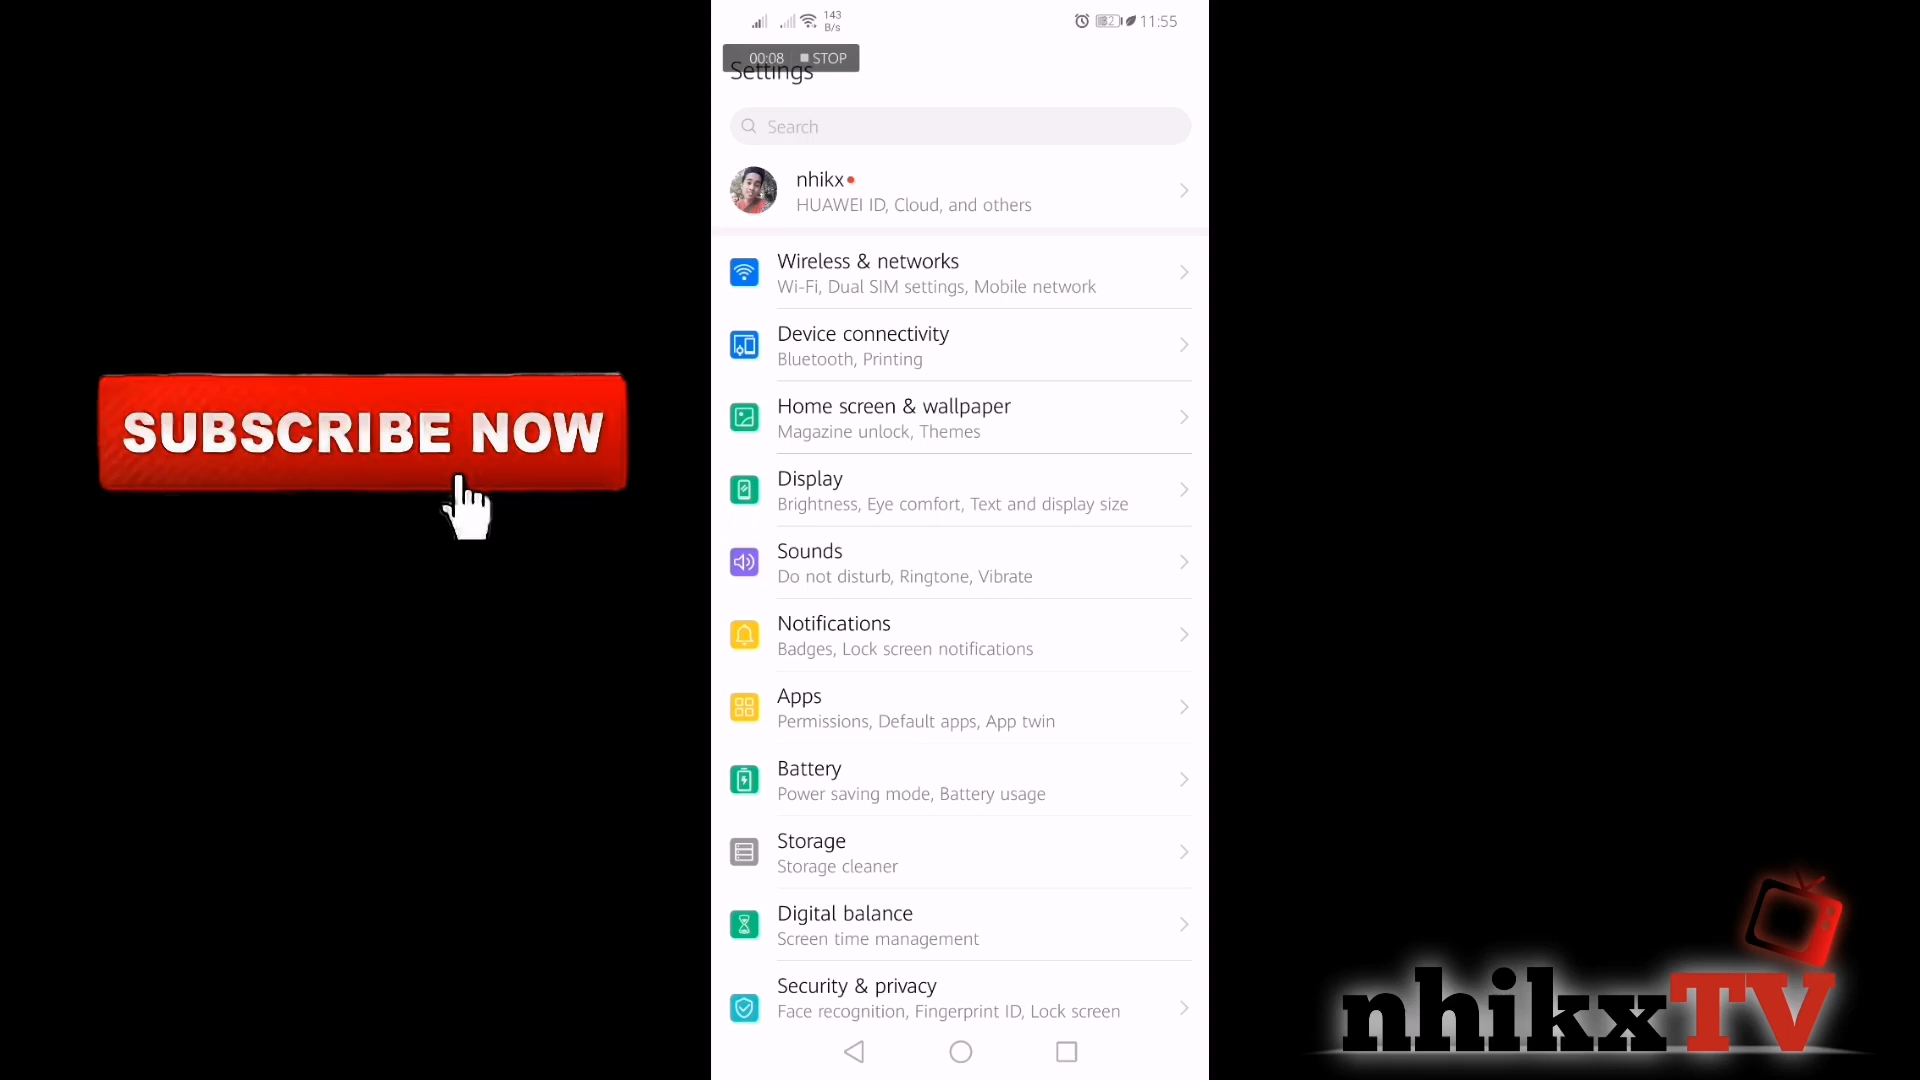 143
B/s
82
11:55
00:08 STOP
Settings
Search
nhikx
HUAWEI ID, Cloud, and others
Wireless & networks
Wi-Fi, Dual SIM settings, Mobile network
Device connectivity
Bluetooth, Printing
Home screen & wallpaper
Magazine unlock, Themes
Display
Brightness, Eye comfort, Text and display size
Sounds
Do not disturb, Ringtone, Vibrate
Notifications
Badges, Lock screen notifications
Apps
Permissions, Default apps, App twin
Battery
Power saving mode, Battery usage
Storage
Storage cleaner
Digital balance
Screen time management
Security & privacy
Face recognition, Fingerprint ID, Lock screen
SUBSCRIBE NOW
nhikxTV